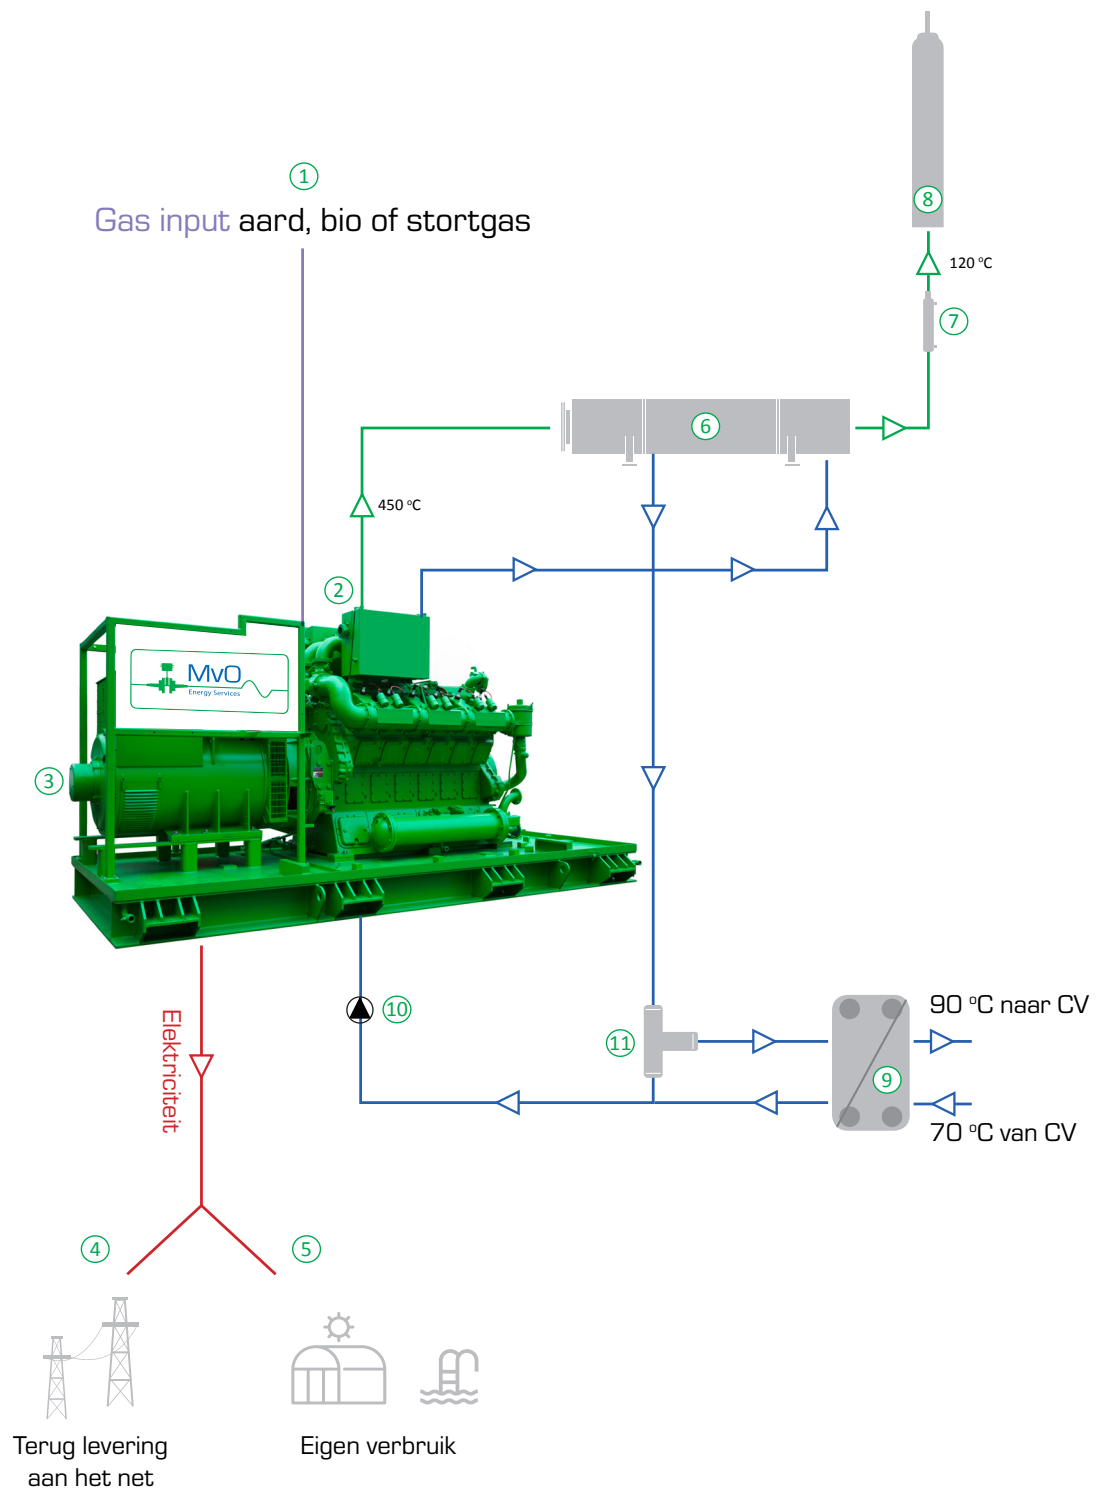 1
Gas input aard, bio of stortgas
8
120 °C
7
6
450 °C
2
MvO
Energy Services
3
10
Elektriciteit
11
90 °C naar CV
9
70 °C van CV
4
5
Terug levering
aan het net
Eigen verbruik